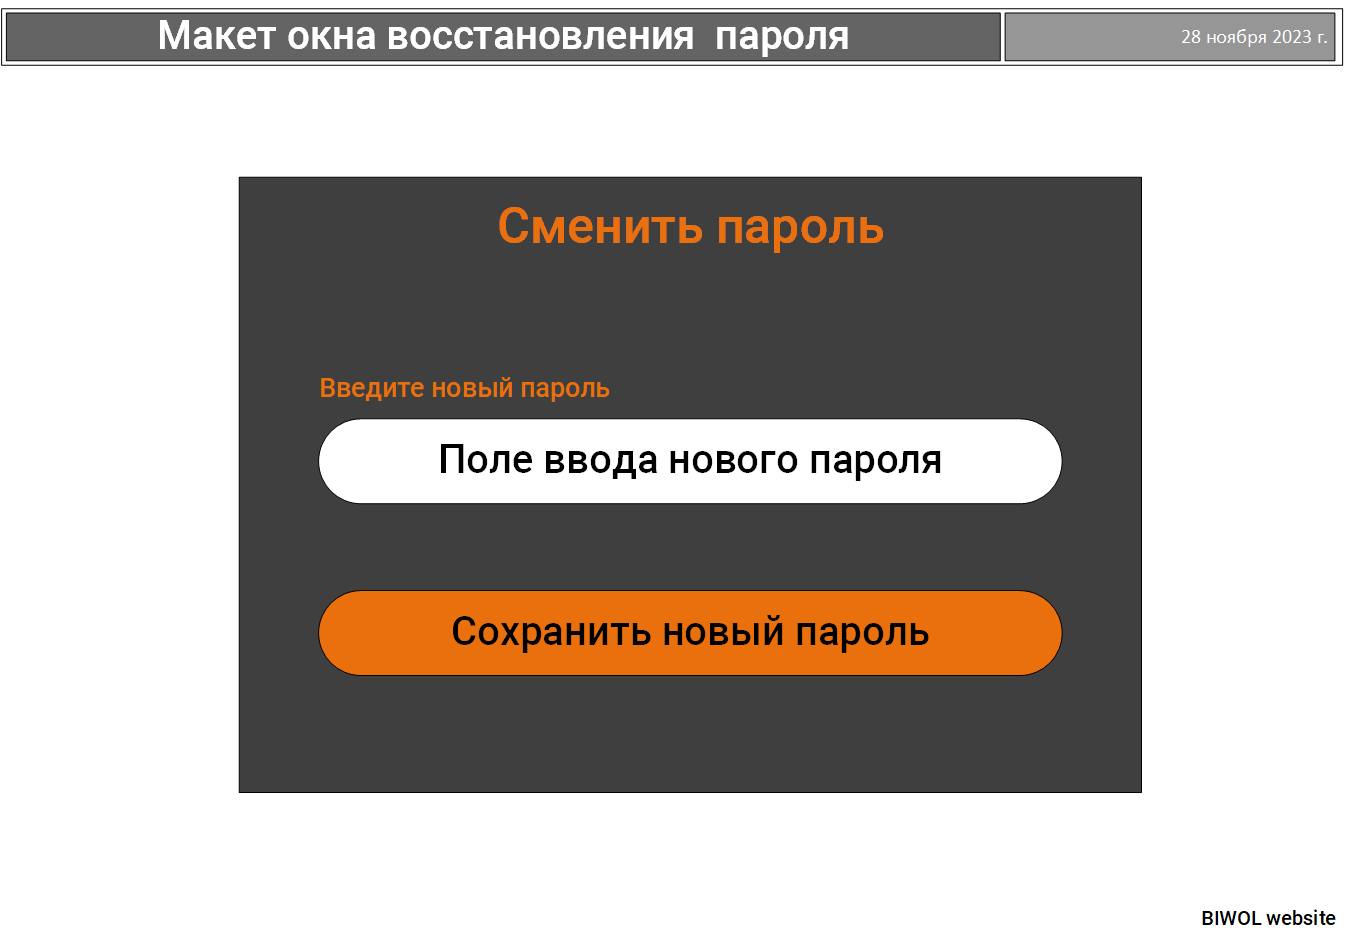 Макет окна восстановления  пароля
28 ноября 2023 г.
Сменить пароль
Введите новый пароль
Поле ввода нового пароля
Сохранить новый пароль
BIWOL website